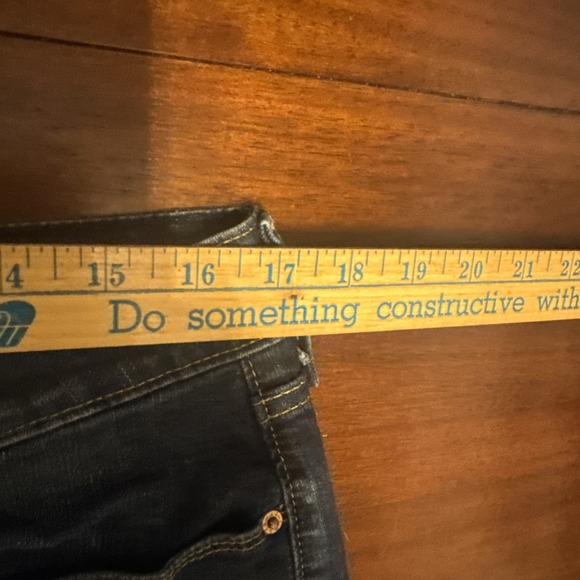 4 15 16 17 18 19 20 21 22
Do something constructive with